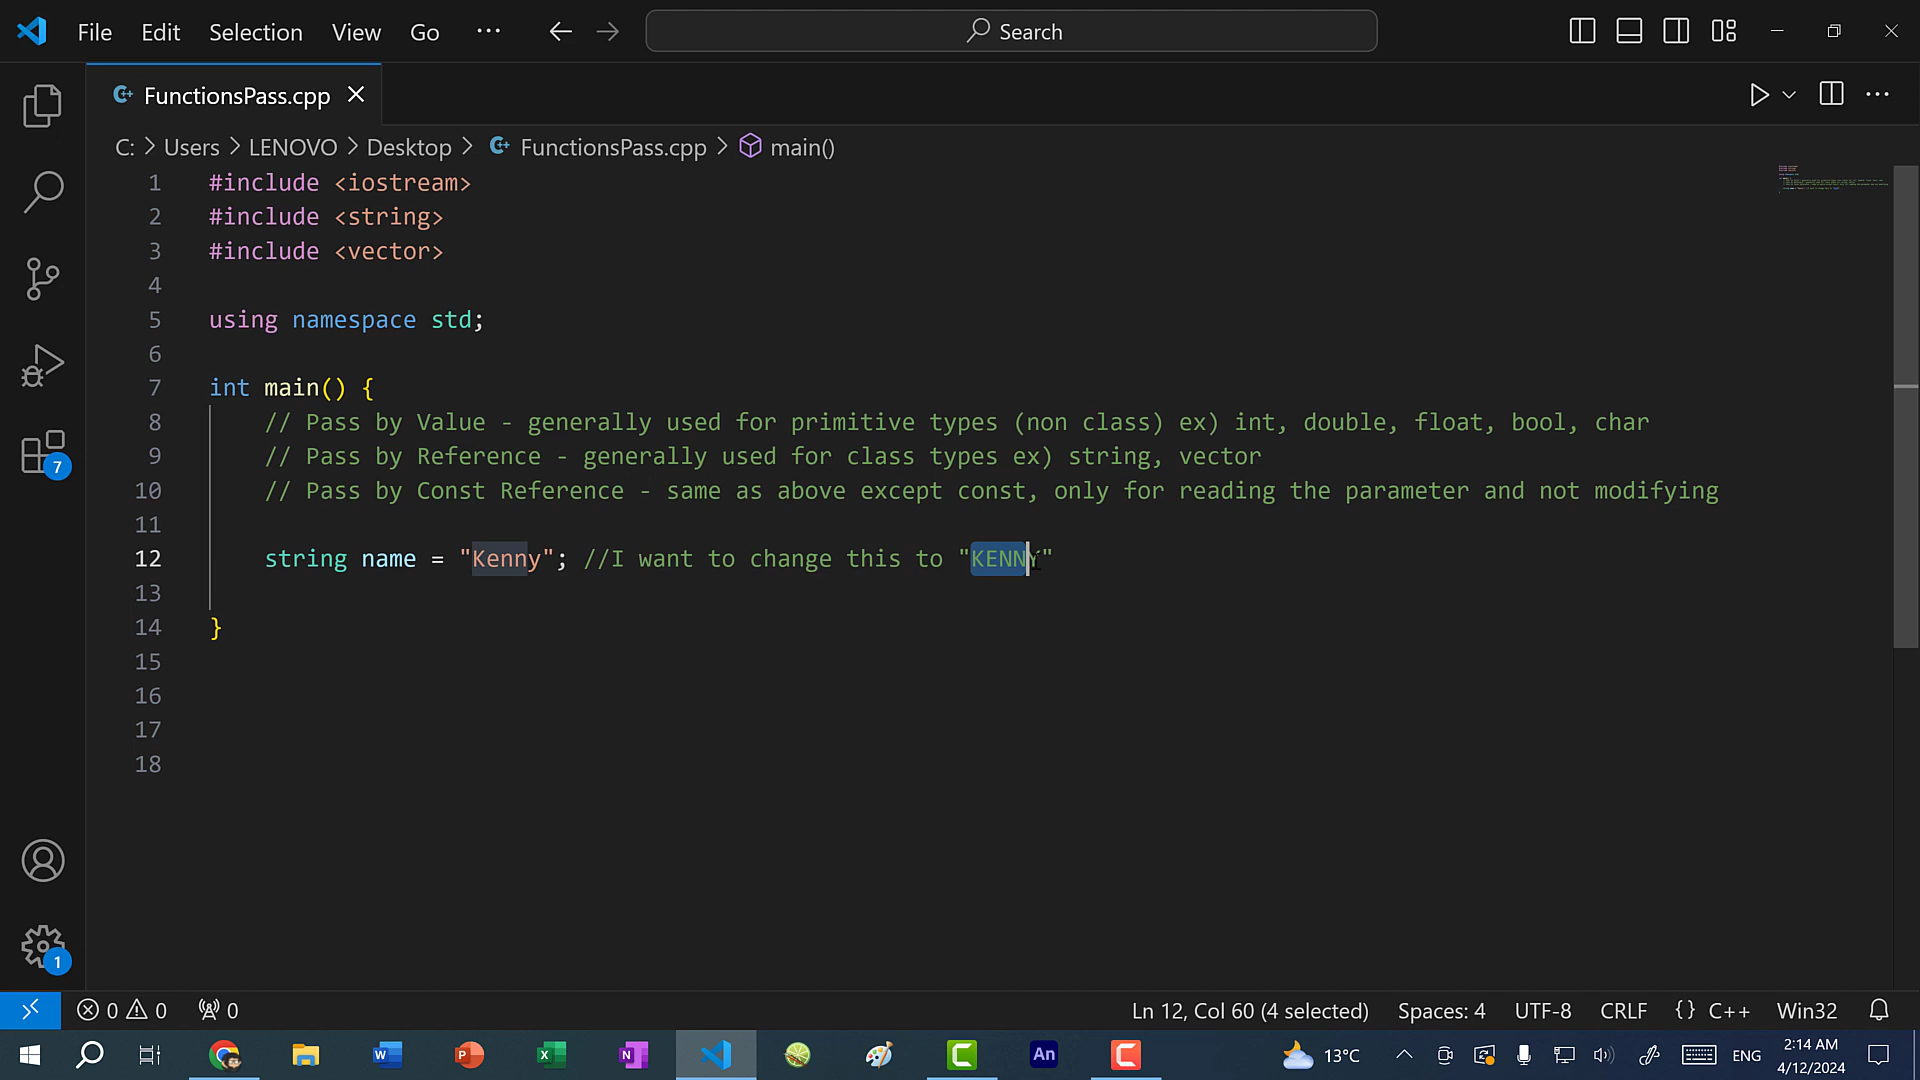 File Edit Selection View Go ··· Search
FunctionsPass.cpp
C: > Users > LENOVO > Desktop > FunctionsPass.cpp > main()
1 #include <iostream>
2 #include <string>
3 #include <vector>
4
5 using namespace std;
6
7 int main() {
8 // Pass by Value - generally used for primitive types (non class) ex) int, double, float, bool, char
9 // Pass by Reference - generally used for class types ex) string, vector
10 // Pass by Const Reference - same as above except const, only for reading the parameter and not modifying
11
12 string name = "Kenny"; //I want to change this to "KENNY"
13
14 }
15
16
17
18
7
1
0 0 0 Ln 12, Col 60 (4 selected) Spaces: 4 UTF-8 CRLF {} C++ Win32
W P X N An C 13°C ENG 2:14 AM
4/12/2024